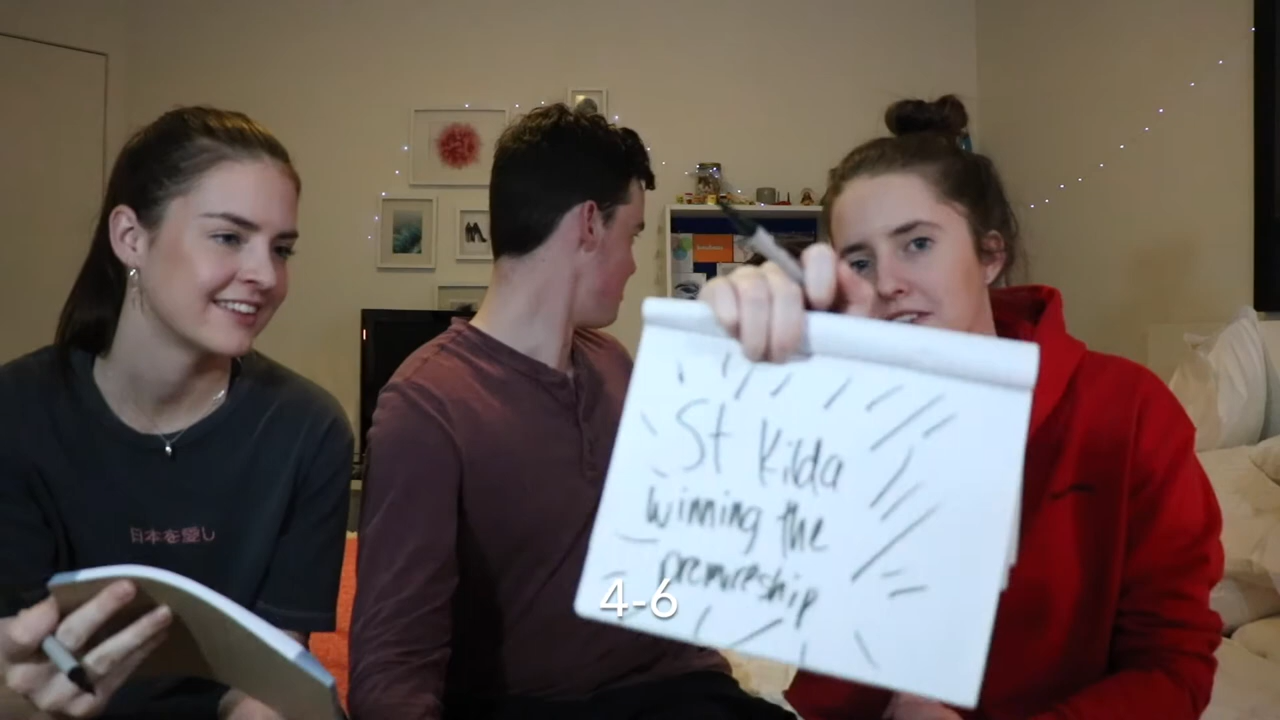 日本を愛し
St Kilda
winning the
premireship
4-6